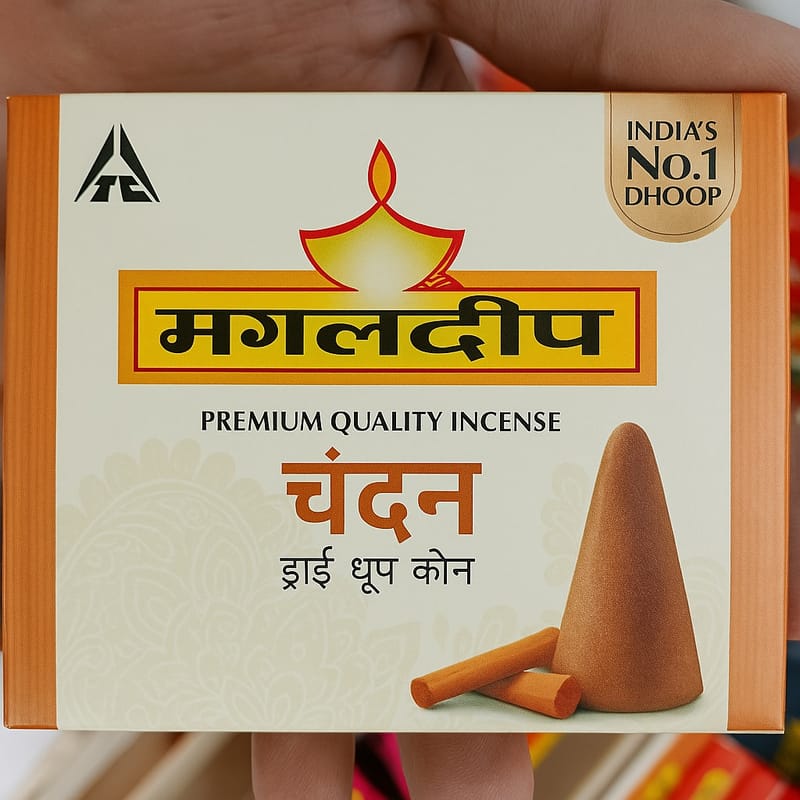 ITC
INDIA'S
No.1
DHOOP
मगलदीप
PREMIUM QUALITY INCENSE
चंदन
ड्राई धूप कोन